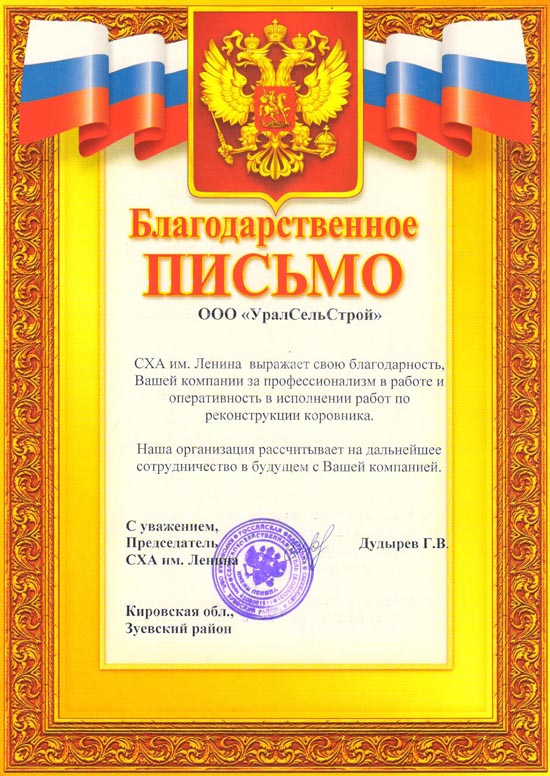 Благодарственное
ПИСЬМО
ООО «УралСельСтрой»
СХА им. Ленина выражает свою благодарность,
Вашей компании за профессионализм в работе и
оперативность в исполнении работ по
реконструкции коровника.
Наша организация рассчитывает на дальнейшее
сотрудничество в будущем с Вашей компанией.
С уважением,
Председатель Дудырев Г.В.
СХА им. Ленина
Кировская обл.,
Зуевский район